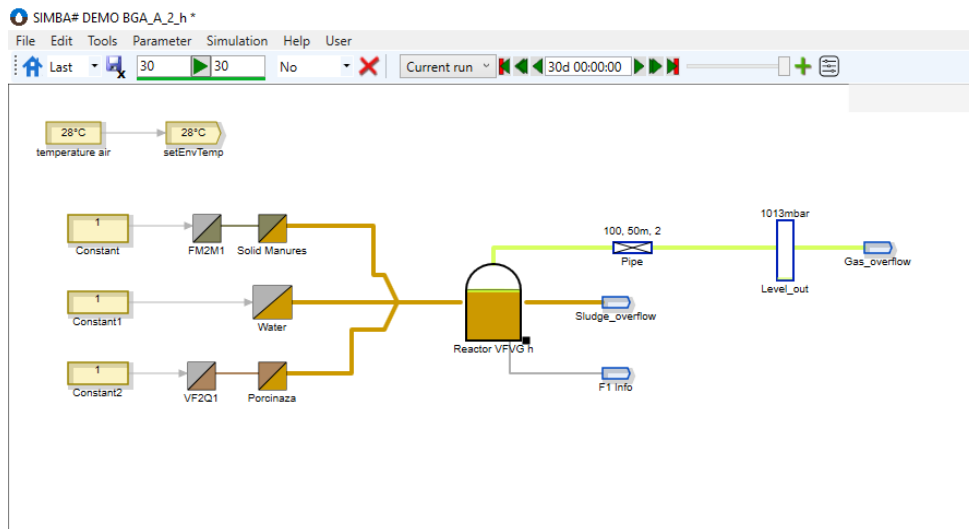 SIMBA# DEMO BGA_A_2_h *
File Edit Tools Parameter Simulation Help User
Last 30 30 No Current run 30d 00:00:00
28°C 28°C
temperature air setEnvTemp
1
Constant FM2M1 Solid Manures
1
Constant1 Water
1
Constant2 VF2Q1 Porcinaza
100, 50m, 2
Pipe
1013mbar
Level_out
Gas_overflow
Sludge_overflow
Reactor VFVG h
F1 Info